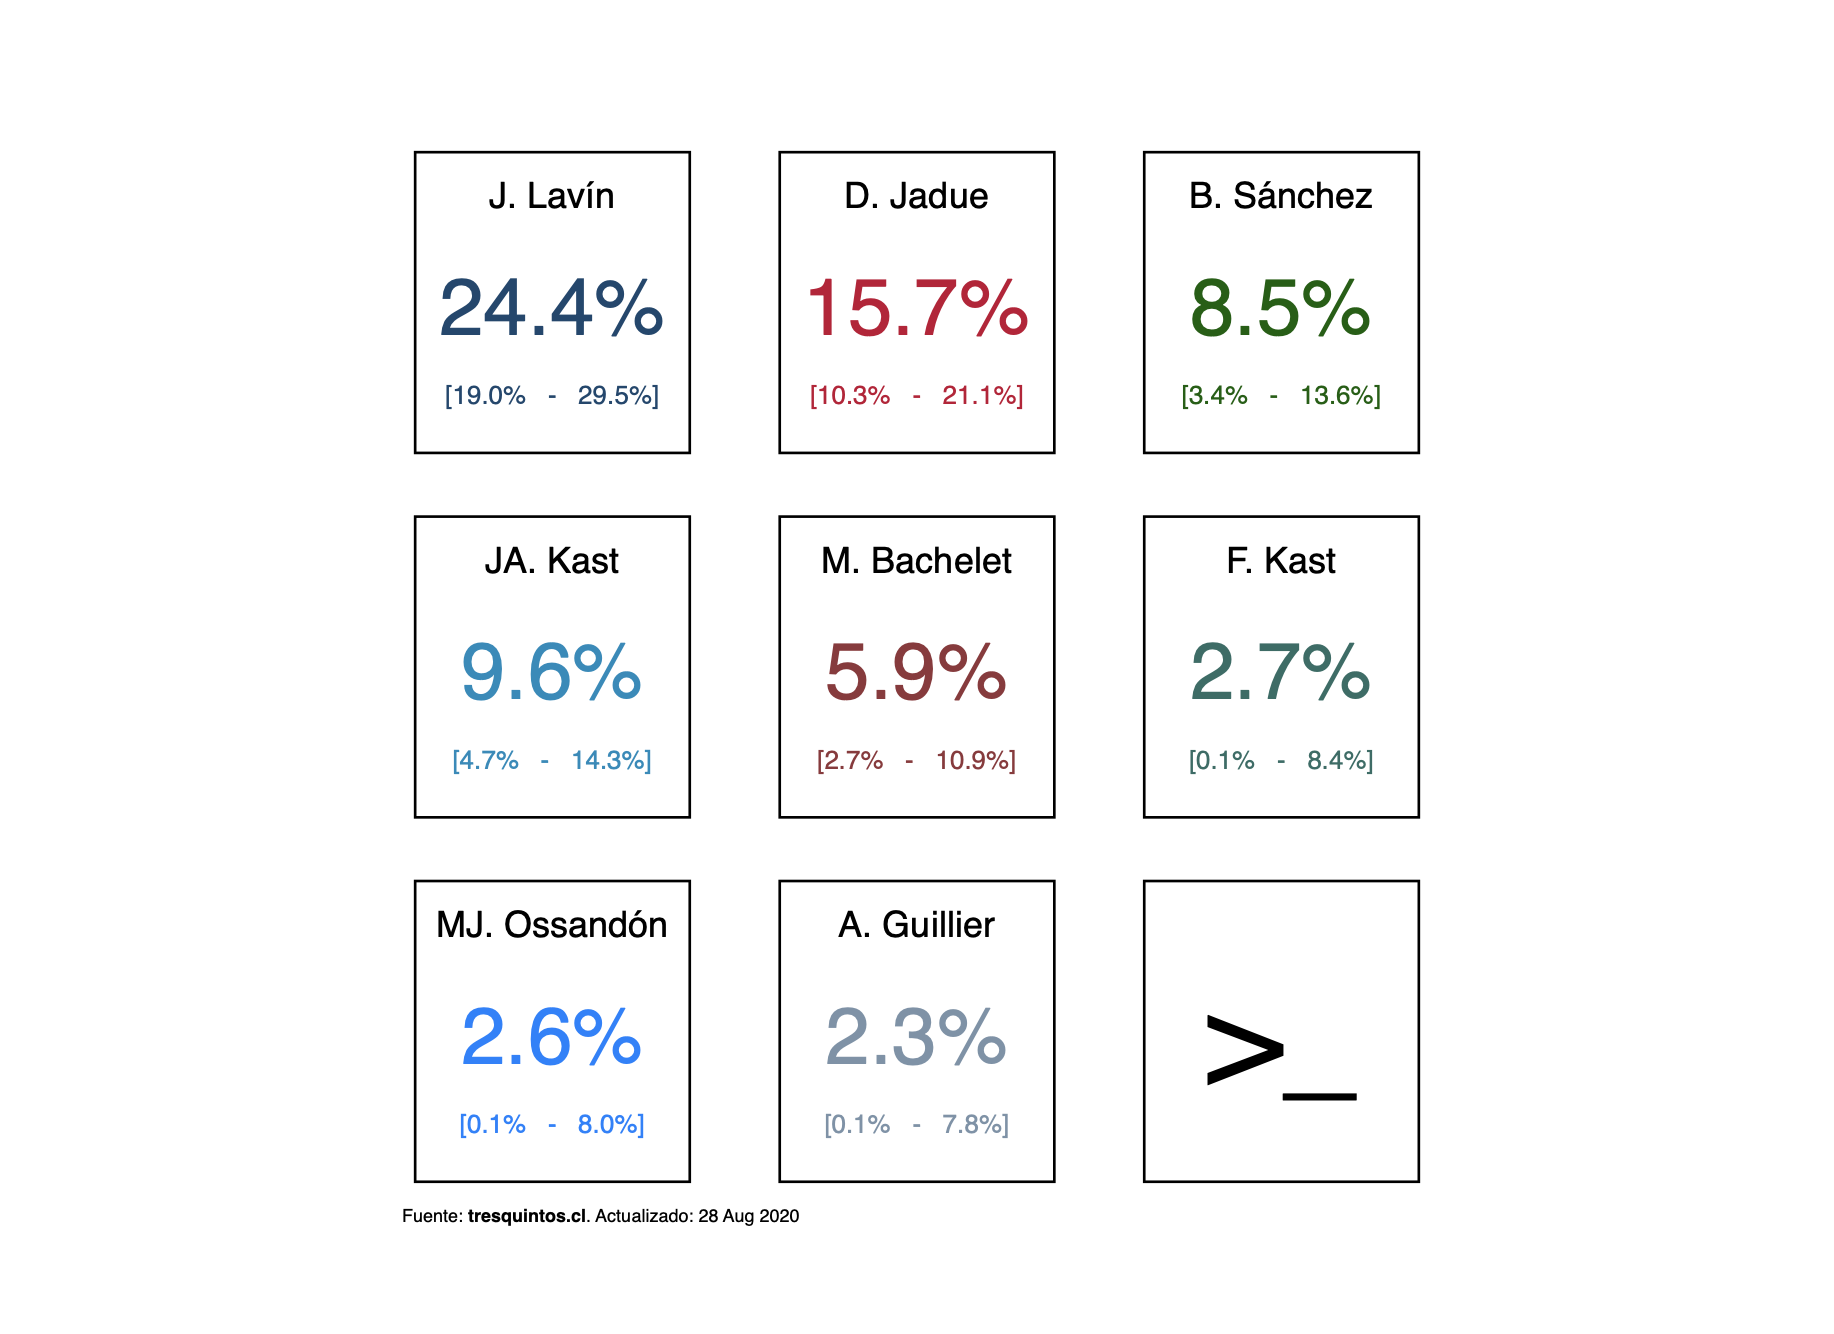 J. Lavín
24.4%
[19.0% - 29.5%]
D. Jadue
15.7%
[10.3% - 21.1%]
B. Sánchez
8.5%
[3.4% - 13.6%]
JA. Kast
9.6%
[4.7% - 14.3%]
M. Bachelet
5.9%
[2.7% - 10.9%]
F. Kast
2.7%
[0.1% - 8.4%]
MJ. Ossandón
2.6%
[0.1% - 8.0%]
A. Guillier
2.3%
[0.1% - 7.8%]
>_
Fuente: tresquintos.cl. Actualizado: 28 Aug 2020